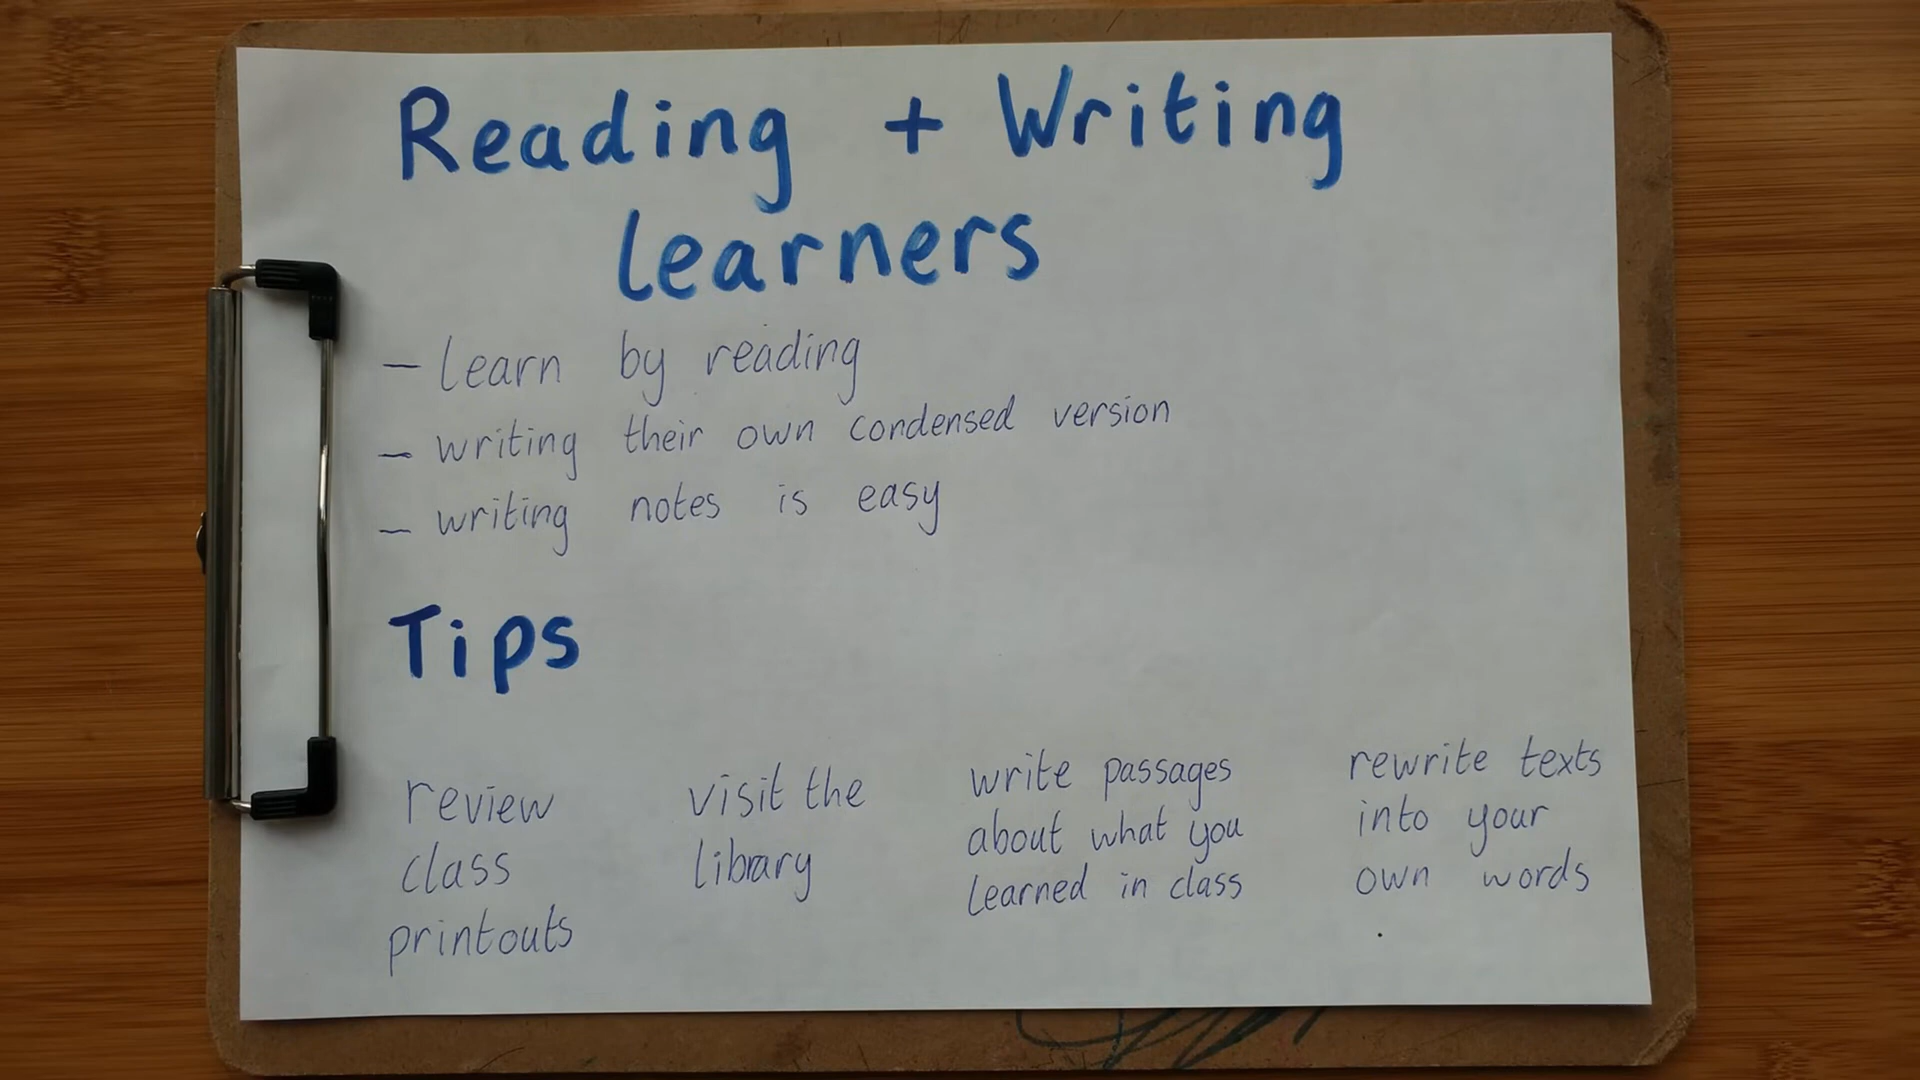 Reading + Writing
learners
– learn by reading
– writing their own condensed version
– writing notes is easy
Tips
review
class
printouts
visit the
library
write passages
about what you
learned in class
rewrite texts
into your
own words